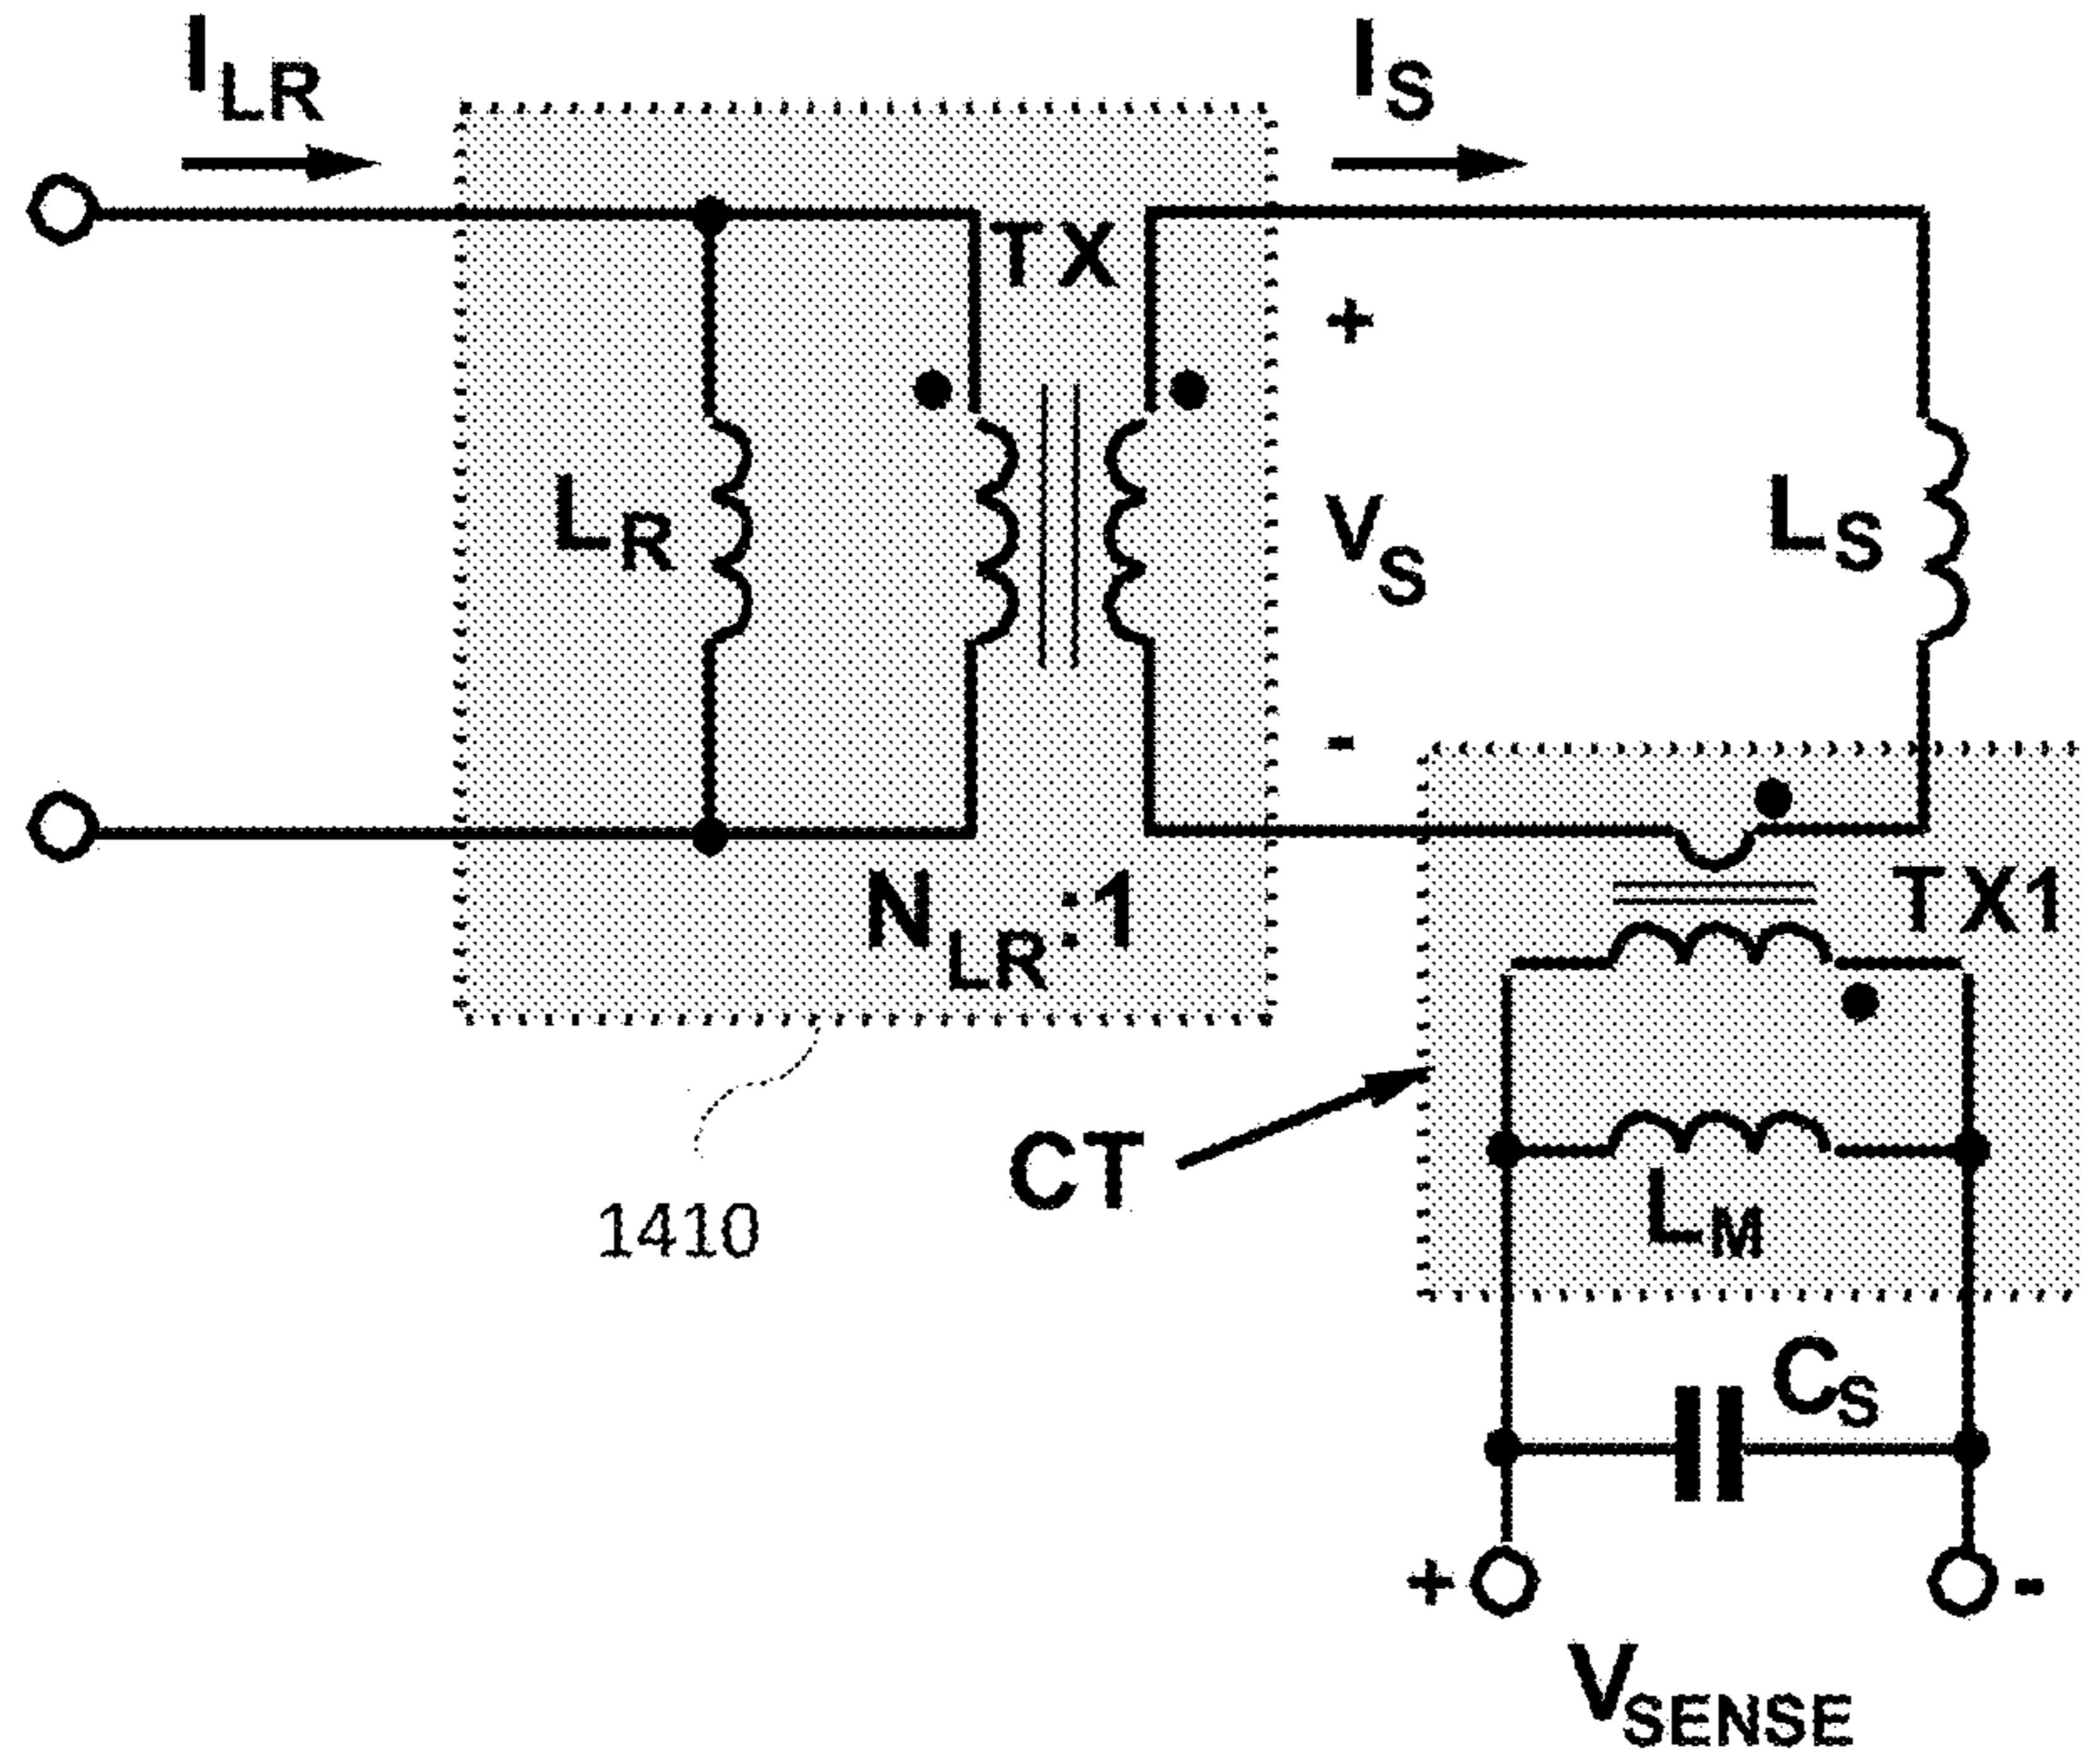 I_LR
I_S
TX
+
L_R
V_S
L_S
-
N_LR:1
TX1
CT
L_M
1410
C_S
+
-
V_SENSE